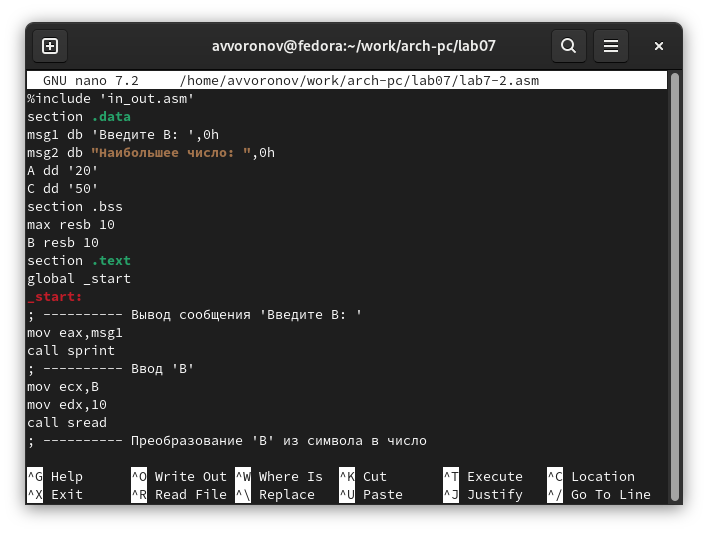 avvoronov@fedora:~/work/arch-pc/lab07
GNU nano 7.2 /home/avvoronov/work/arch-pc/lab07/lab7-2.asm
%include 'in_out.asm'
section .data
msg1 db 'Введите B: ',0h
msg2 db "Наибольшее число: ",0h
A dd '20'
C dd '50'
section .bss
max resb 10
B resb 10
section .text
global _start
_start:
; ---------- Вывод сообщения 'Введите B: '
mov eax,msg1
call sprint
; ---------- Ввод 'B'
mov ecx,B
mov edx,10
call sread
; ---------- Преобразование 'B' из символа в число
^G Help ^O Write Out ^W Where Is ^K Cut ^T Execute ^C Location
^X Exit ^R Read File ^\ Replace ^U Paste ^J Justify ^/ Go To Line